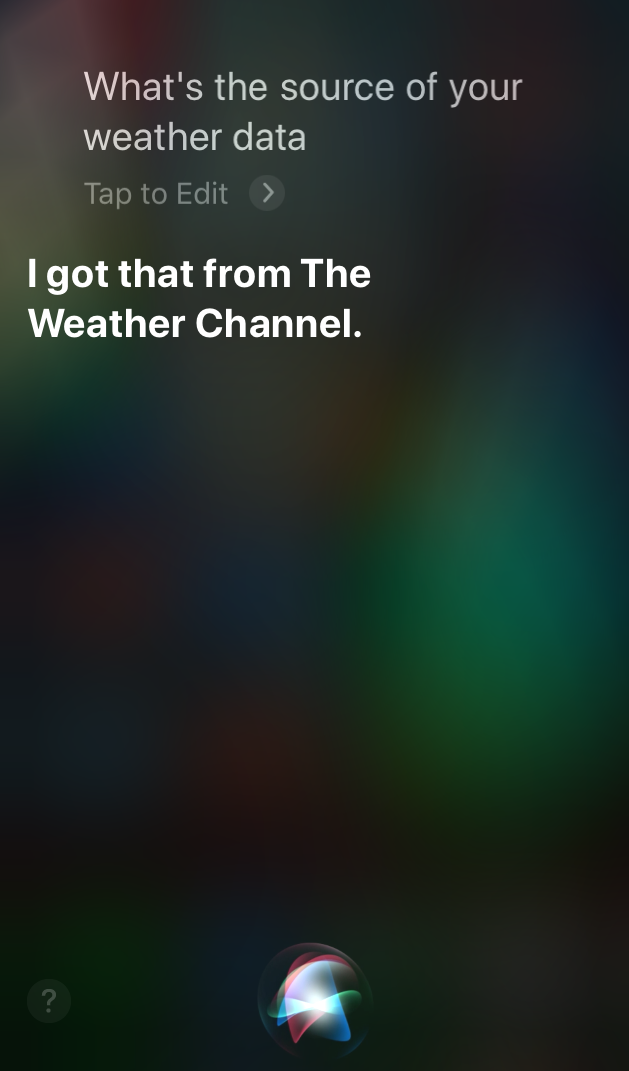 What's the source of your
weather data
Tap to Edit
I got that from The
Weather Channel.
?